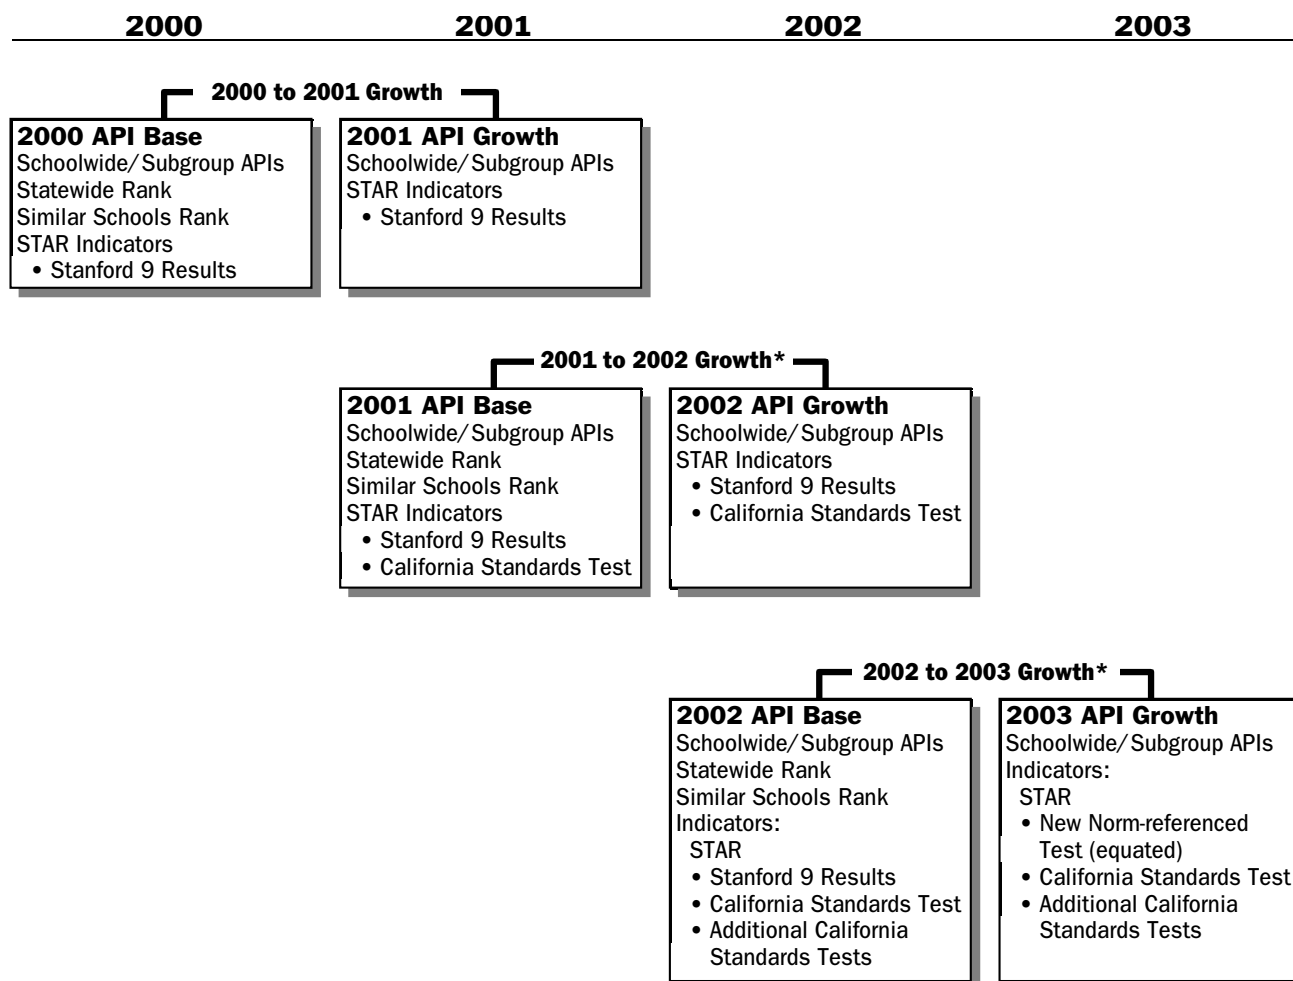 2000 2001 2002 2003
2000 to 2001 Growth
2000 API Base
Schoolwide/Subgroup APIs
Statewide Rank
Similar Schools Rank
STAR Indicators
• Stanford 9 Results
2001 API Growth
Schoolwide/Subgroup APIs
STAR Indicators
• Stanford 9 Results
2001 to 2002 Growth*
2001 API Base
Schoolwide/Subgroup APIs
Statewide Rank
Similar Schools Rank
STAR Indicators
• Stanford 9 Results
• California Standards Test
2002 API Growth
Schoolwide/Subgroup APIs
STAR Indicators
• Stanford 9 Results
• California Standards Test
2002 to 2003 Growth*
2002 API Base
Schoolwide/Subgroup APIs
Statewide Rank
Similar Schools Rank
Indicators:
STAR
• Stanford 9 Results
• California Standards Test
• Additional California
Standards Tests
2003 API Growth
Schoolwide/Subgroup APIs
Indicators:
STAR
• New Norm-referenced
Test (equated)
• California Standards Test
• Additional California
Standards Tests